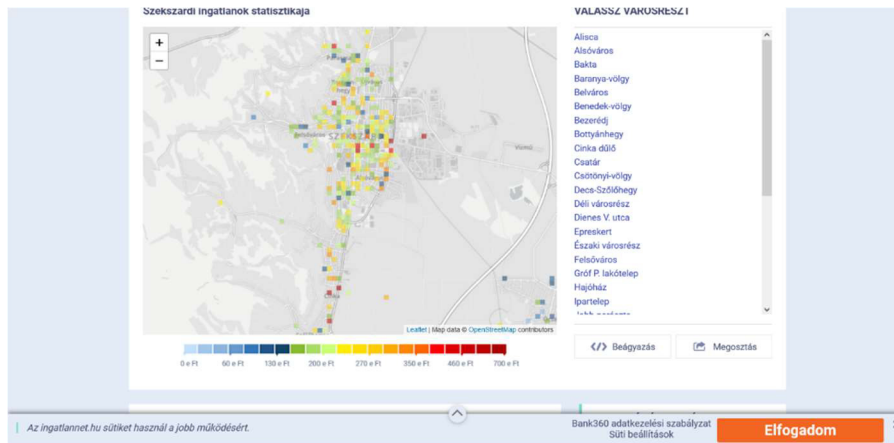 Szekszárdi ingatlanok statisztikája
VÁLASSZ VÁROSRÉSZT
+
−
SZEKSZÁRD
Leaflet | Map data © OpenStreetMap contributors
0 e Ft 60 e Ft 130 e Ft 200 e Ft 270 e Ft 350 e Ft 460 e Ft 700 e Ft
Alisca
Alsóváros
Bakta
Baranya-völgy
Belváros
Benedek-völgy
Bezerédj
Bottyánhegy
Cinka dűlő
Csatár
Csötönyi-völgy
Decs-Szőlőhegy
Déli városrész
Dienes V. utca
Epreskert
Északi városrész
Felsőváros
Gróf P. lakótelep
Hajóház
Ipartelep
</> Beágyazás
Megosztás
Az ingatlannet.hu sütiket használ a jobb működésért.
Bank360 adatkezelési szabályzat
Süti beállítások
Elfogadom